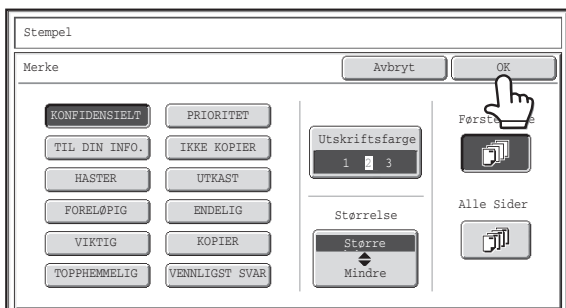 Stempel
Merke
Avbryt
OK
KONFIDENSIELT
PRIORITET
TIL DIN INFO.
IKKE KOPIER
HASTER
UTKAST
FORELØPIG
ENDELIG
VIKTIG
KOPIER
TOPPHEMMELIG
VENNLIGST SVAR
Utskriftsfarge
1 2 3
Størrelse
Større
Mindre
Alle Sider